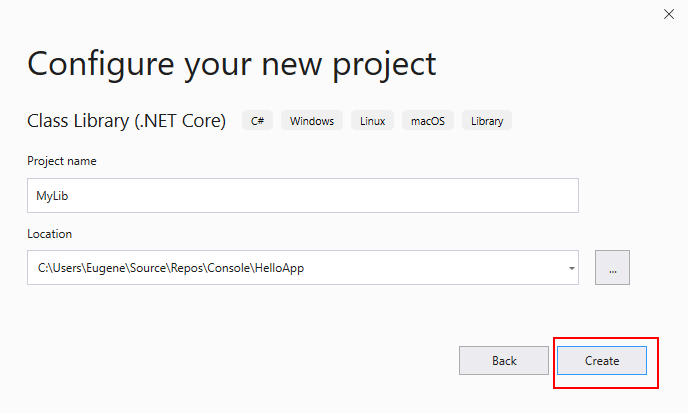 Configure your new project
Class Library (.NET Core) C# Windows Linux macOS Library
Project name
MyLib
Location
C:\Users\Eugene\Source\Repos\Console\HelloApp ...
Back Create